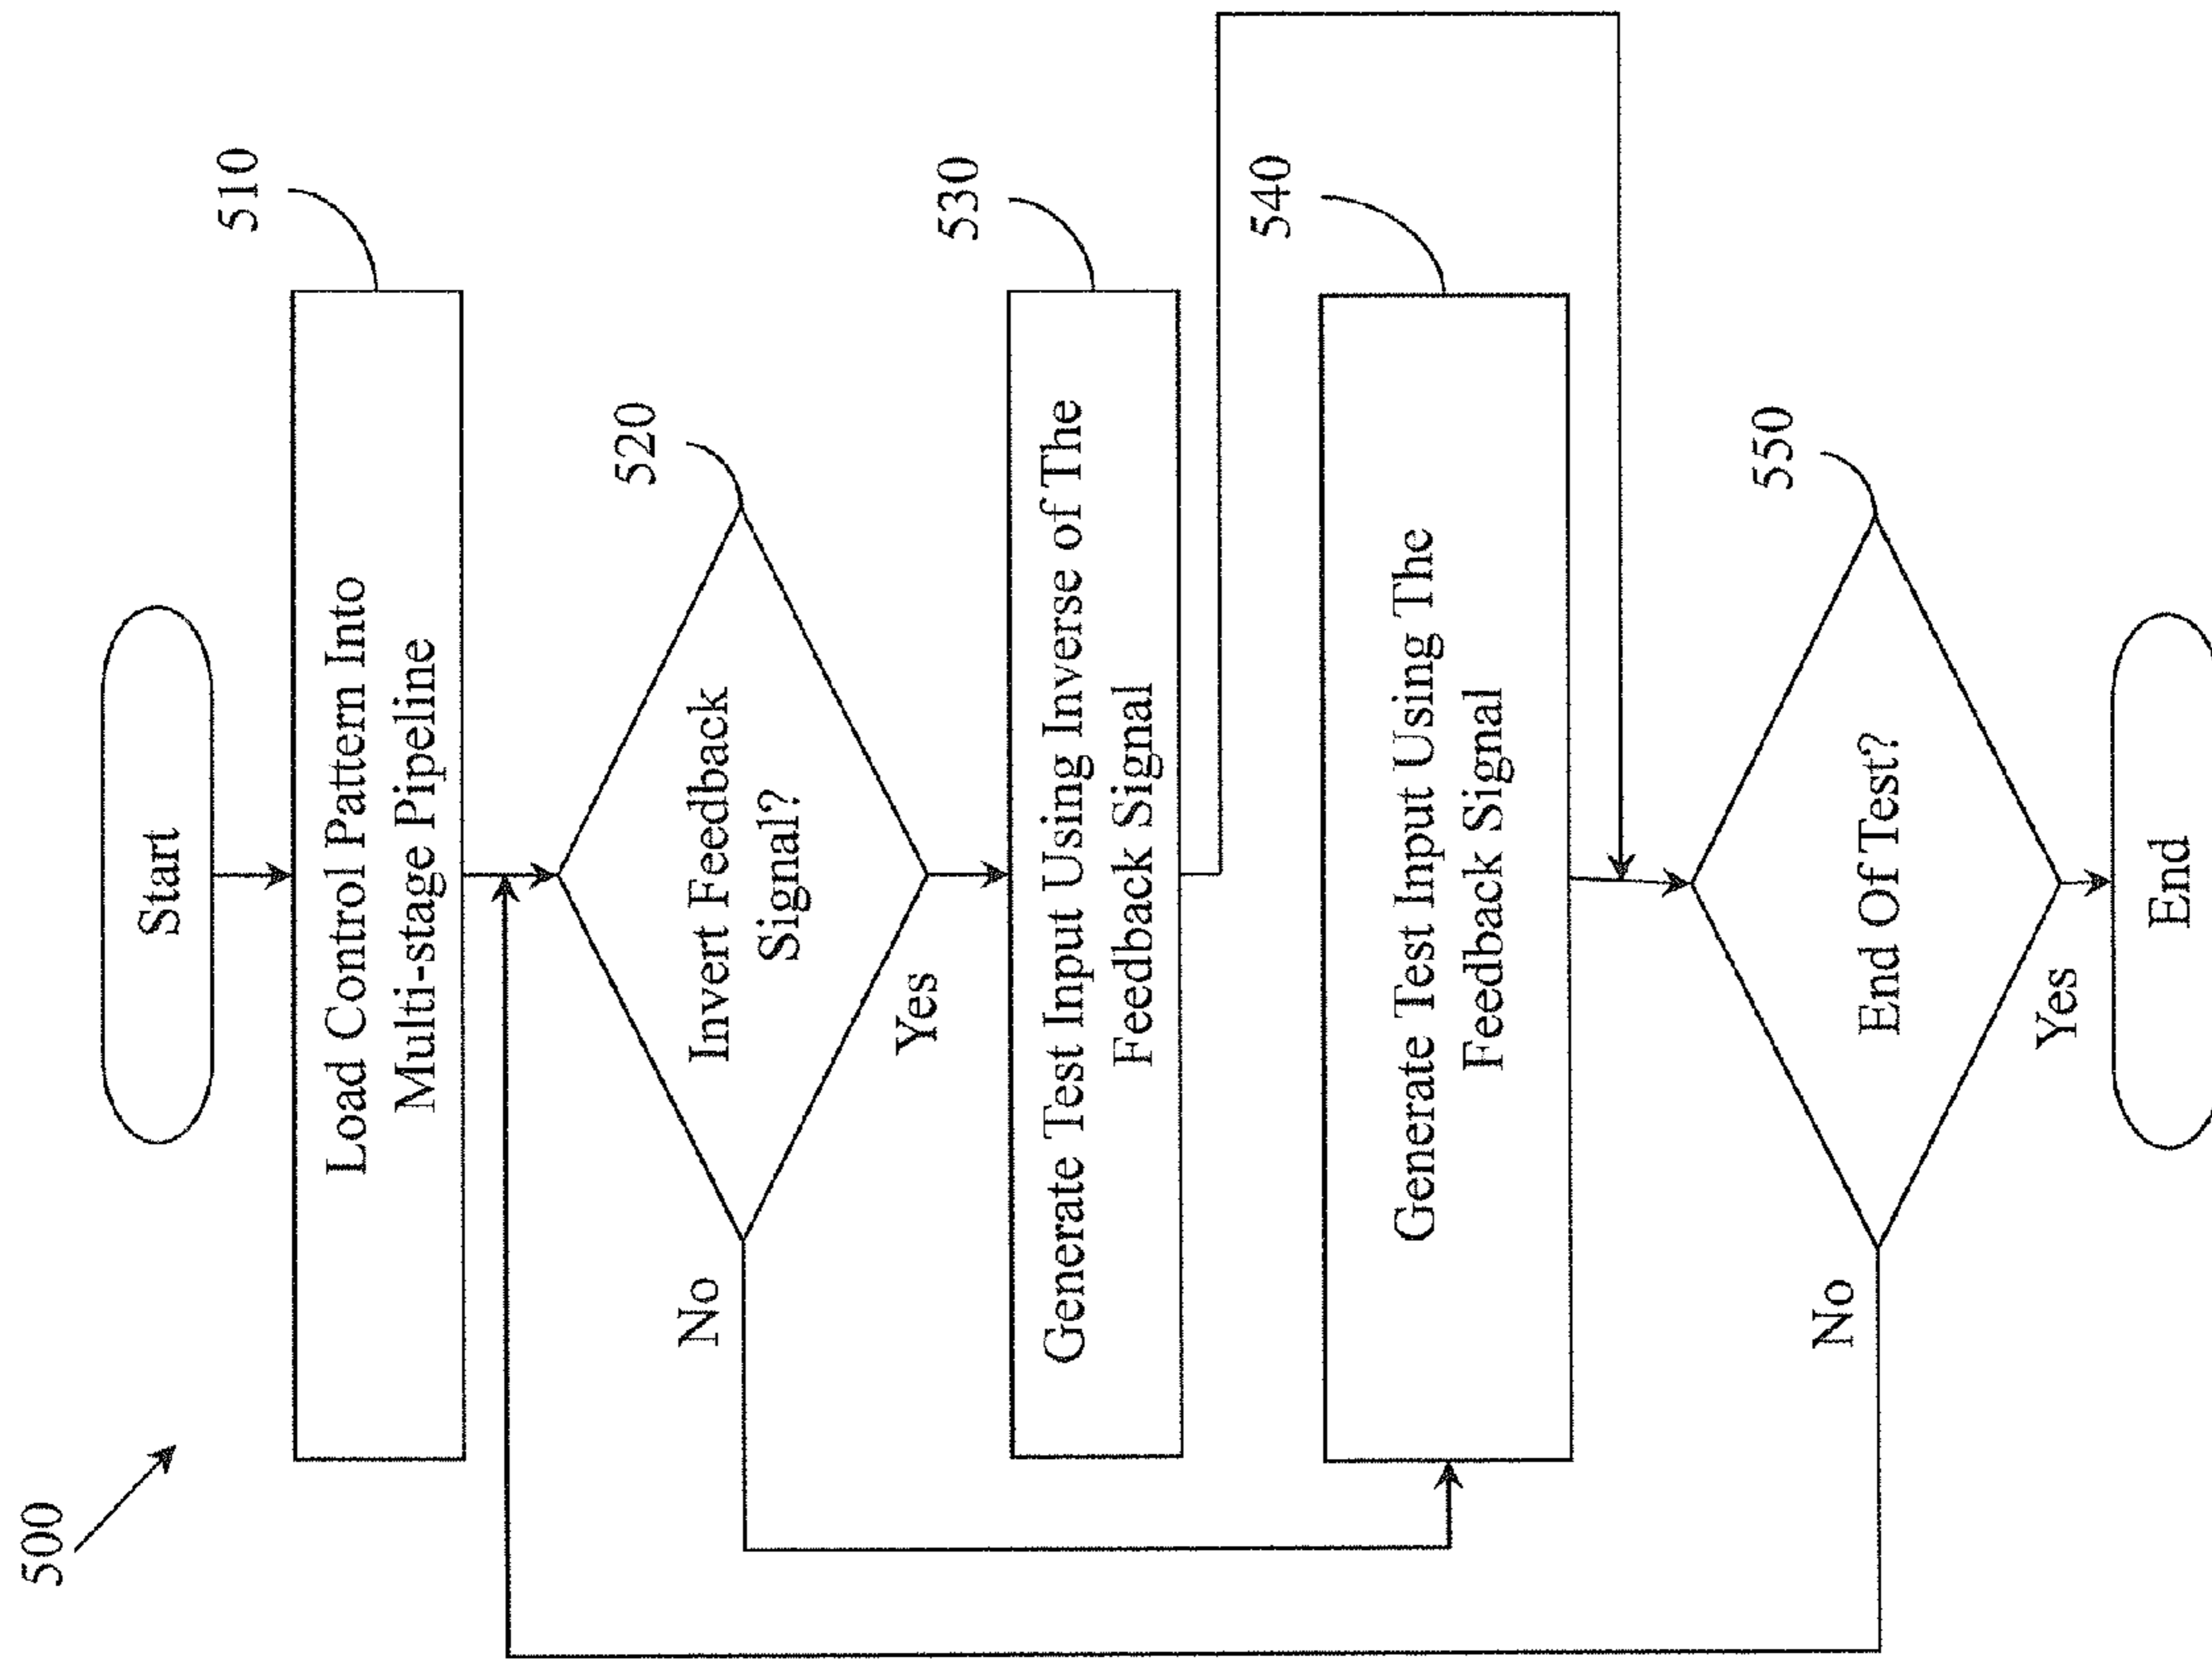 500
Start
510
Load Control Pattern Into
Multi-stage Pipeline
520
Invert Feedback
Signal?
No
Yes
530
Generate Test Input Using Inverse of The
Feedback Signal
540
Generate Test Input Using The
Feedback Signal
550
End Of Test?
No
Yes
End